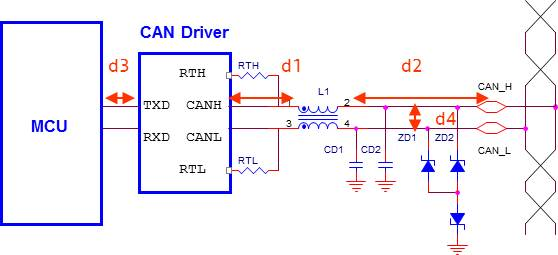 CAN Driver
RTH
RTH
d3
d1
d2
L1
CAN_H
1
2
TXD
CANH
MCU
d4
RXD
CANL
3
4
ZD1
ZD2
CD1
CD2
CAN_L
RTL
RTL